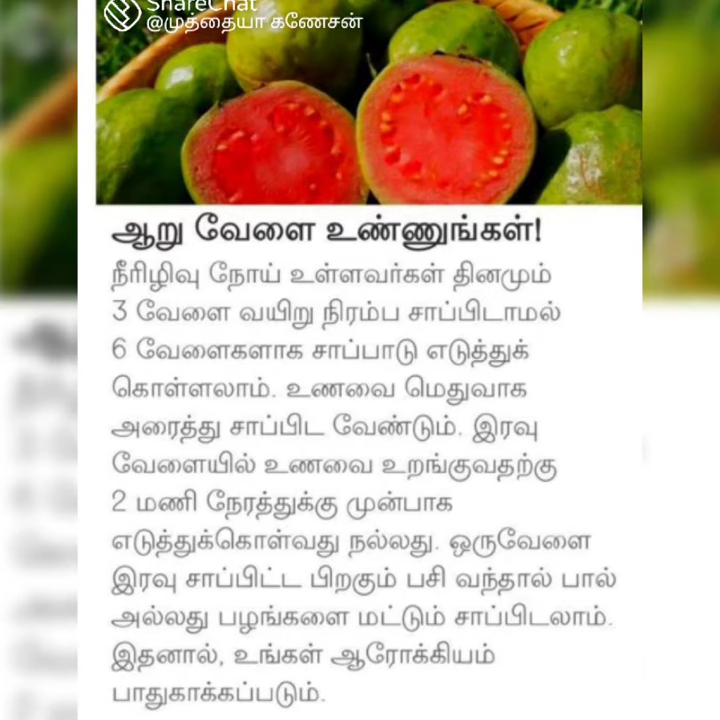 ShareChat
@முத்தையா கணேசன்
ஆறு வேளை உண்ணுங்கள்!
நீரிழிவு நோய் உள்ளவர்கள் தினமும்
3 வேளை வயிறு நிரம்ப சாப்பிடாமல்
6 வேளைகளாக சாப்பாடு எடுத்துக்
கொள்ளலாம். உணவை மெதுவாக
அரைத்து சாப்பிட வேண்டும். இரவு
வேளையில் உணவை உறங்குவதற்கு
2 மணி நேரத்துக்கு முன்பாக
எடுத்துக்கொள்வது நல்லது. ஒருவேளை
இரவு சாப்பிட்ட பிறகும் பசி வந்தால் பால்
அல்லது பழங்களை மட்டும் சாப்பிடலாம்.
இதனால், உங்கள் ஆரோக்கியம்
பாதுகாக்கப்படும்.